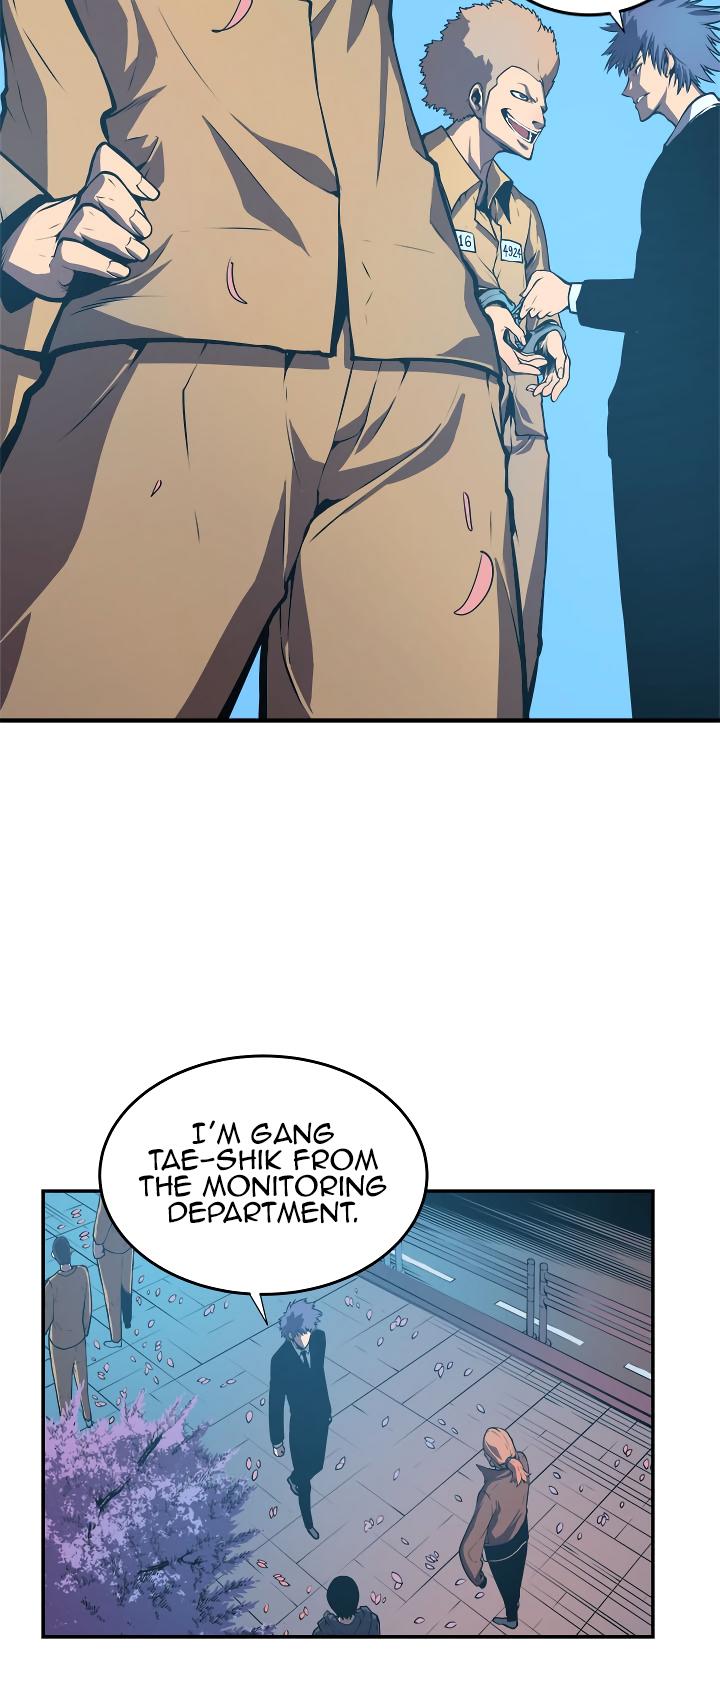 16
4924
I'M GANG
TAE-SHIK FROM
THE MONITORING
DEPARTMENT.